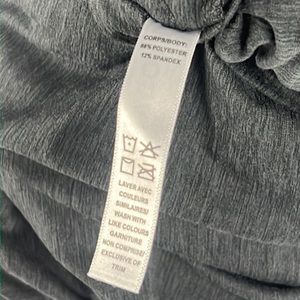 CORPS/BODY:
88% POLYESTER
12% SPANDEX
LAVER AVEC
COULEURS
SIMILAIRES/
WASH WITH
LIKE COLOURS
GARNITURE
NON COMPRISE/
EXCLUSIVE OF
TRIM